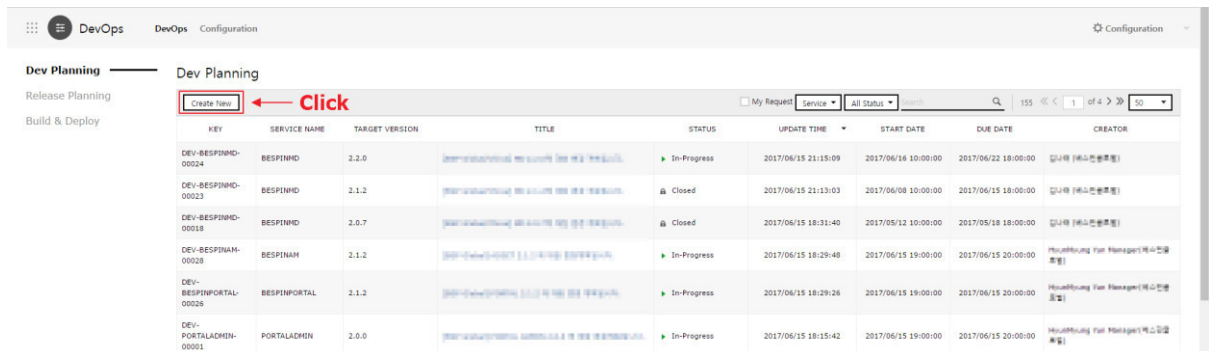 DevOps DevOps Configuration Configuration
Dev Planning
Release Planning
Build & Deploy
Dev Planning
Create New Click My Request Service All Status Search 155 1 of 4 50
KEY SERVICE NAME TARGET VERSION TITLE STATUS UPDATE TIME START DATE DUE DATE CREATOR
DEV-BESPINMD-
00024 BESPINMD 2.2.0 In-Progress 2017/06/15 21:15:09 2017/06/16 10:00:00 2017/06/22 18:00:00
DEV-BESPINMD-
00023 BESPINMD 2.1.2 Closed 2017/06/15 21:13:03 2017/06/08 10:00:00 2017/06/15 18:00:00
DEV-BESPINMD-
00018 BESPINMD 2.0.7 Closed 2017/06/15 18:31:40 2017/05/12 10:00:00 2017/05/18 18:00:00
DEV-BESPINAM-
00028 BESPINAM 2.1.2 In-Progress 2017/06/15 18:29:48 2017/06/15 19:00:00 2017/06/15 20:00:00
DEV-
BESPINPORTAL-
00026 BESPINPORTAL 2.1.2 In-Progress 2017/06/15 18:29:26 2017/06/15 19:00:00 2017/06/15 20:00:00
DEV-
PORTALADMIN-
00001 PORTALADMIN 2.0.0 In-Progress 2017/06/15 18:15:42 2017/06/15 19:00:00 2017/06/15 20:00:00